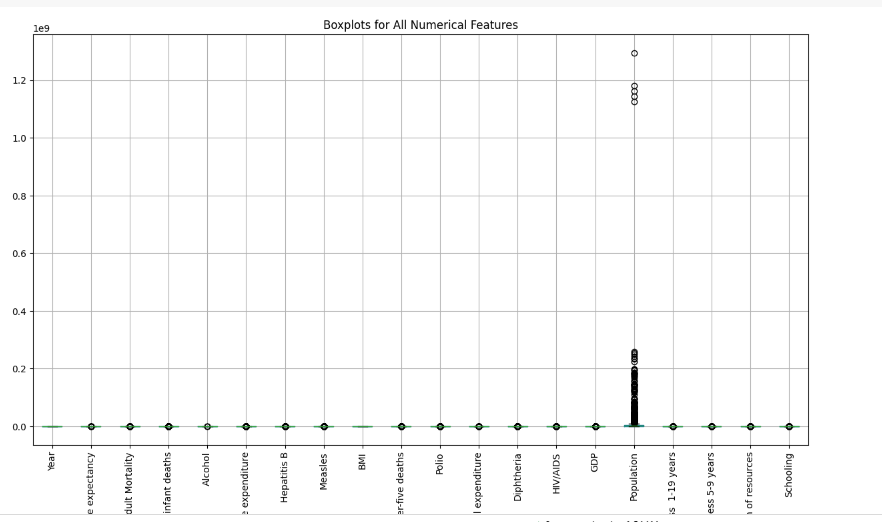 Boxplots for All Numerical Features
1e9
1.2
1.0
0.8
0.6
0.4
0.2
0.0
Year
e expectancy
dult Mortality
infant deaths
Alcohol
e expenditure
Hepatitis B
Measles
BMI
er-five deaths
Polio
l expenditure
Diphtheria
HIV/AIDS
GDP
Population
ss 1-19 years
ess 5-9 years
n of resources
Schooling